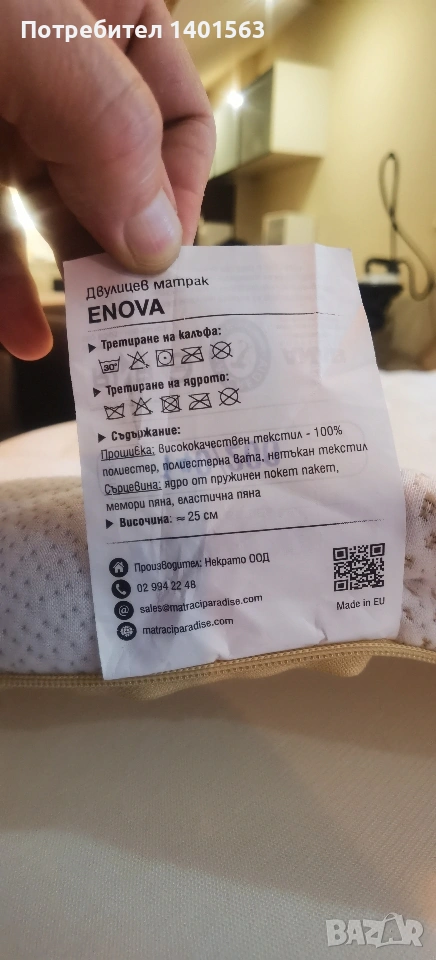 Потребител 1401563
Двулицев матрак
ENOVA
▶ Третиране на калъфа:
30°
▶ Третиране на ядрото:
▶ Съдържание:
Прошивка: висококачествен текстил - 100%
полиестер, полиестерна вата, нетъкан текстил
Сърцевина: ядро от пружинен покет пакет,
мемори пяна, еластична пяна
▶ Височина: ≈ 25 см
Производител: Некрато ООД
02 994 22 48
sales@matraciparadise.com
matraciparadise.com
Made in EU
BAZAR